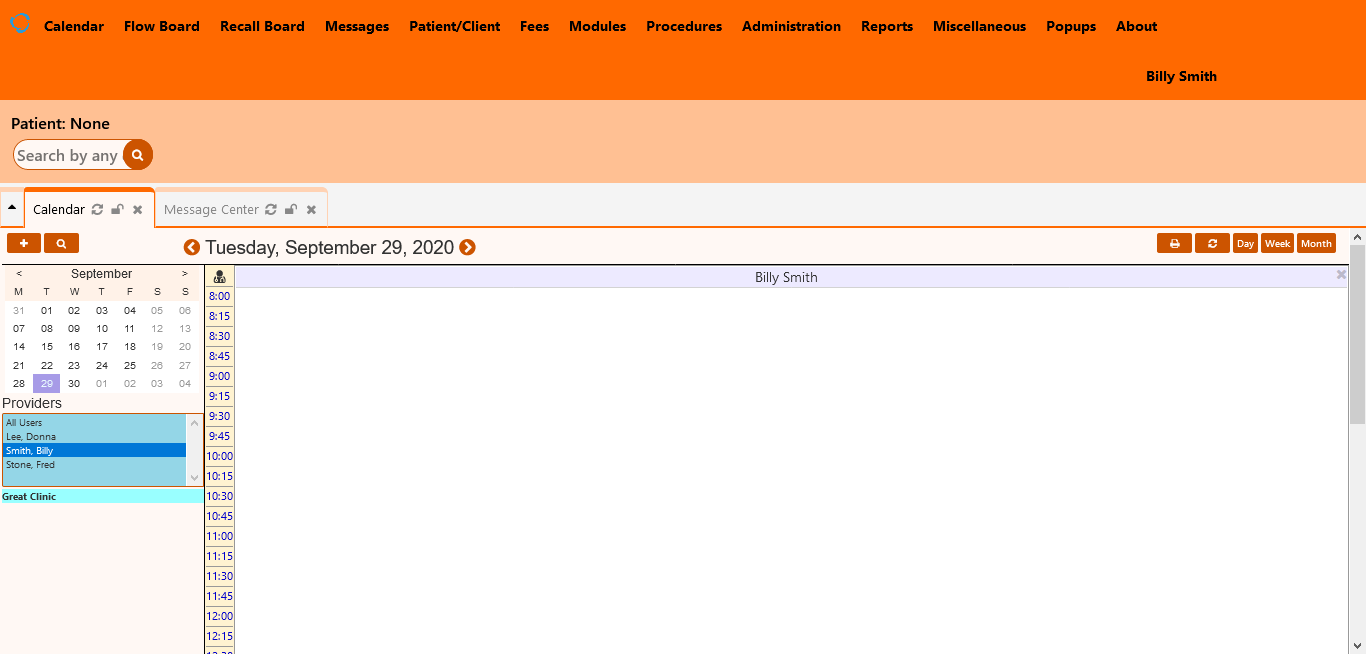 Calendar Flow Board Recall Board Messages Patient/Client Fees Modules Procedures Administration Reports Miscellaneous Popups About
Billy Smith
Patient: None
Search by any
Calendar Message Center
Tuesday, September 29, 2020
Day Week Month
< September >
M T W T F S S
31 01 02 03 04 05 06
07 08 09 10 11 12 13
14 15 16 17 18 19 20
21 22 23 24 25 26 27
28 29 30 01 02 03 04
Providers
All Users
Lee, Donna
Smith, Billy
Stone, Fred
Great Clinic
Billy Smith
8:00
8:15
8:30
8:45
9:00
9:15
9:30
9:45
10:00
10:15
10:30
10:45
11:00
11:15
11:30
11:45
12:00
12:15